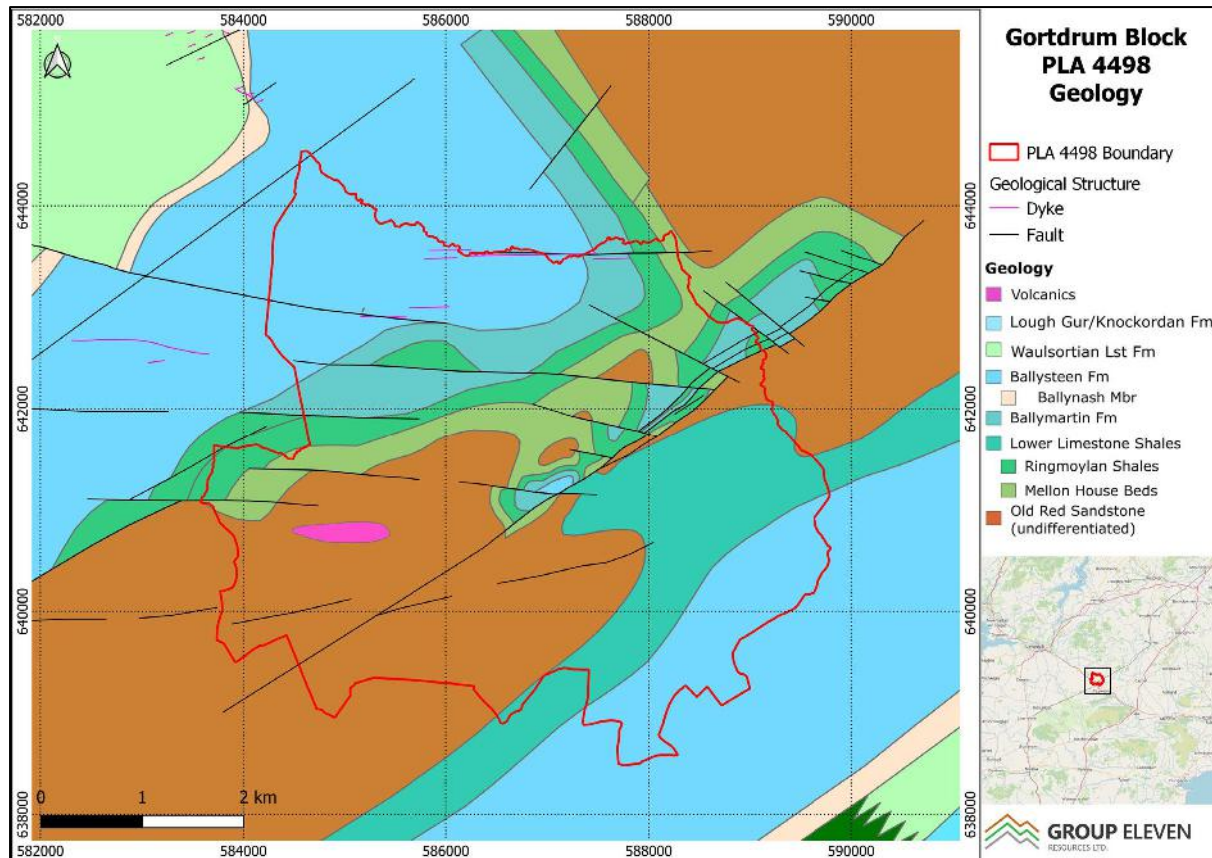 582000 584000 586000 588000 590000
644000 644000
642000 642000
640000 640000
638000 638000
0 1 2 km
582000 584000 586000 588000 590000
Gortdrum Block
PLA 4498
Geology
PLA 4498 Boundary
Geological Structure
Dyke
Fault
Geology
Volcanics
Lough Gur/Knockordan Fm
Waulsortian Lst Fm
Ballysteen Fm
Ballynash Mbr
Ballymartin Fm
Lower Limestone Shales
Ringmoylan Shales
Mellon House Beds
Old Red Sandstone
(undifferentiated)
GROUP ELEVEN
RESOURCES LTD.